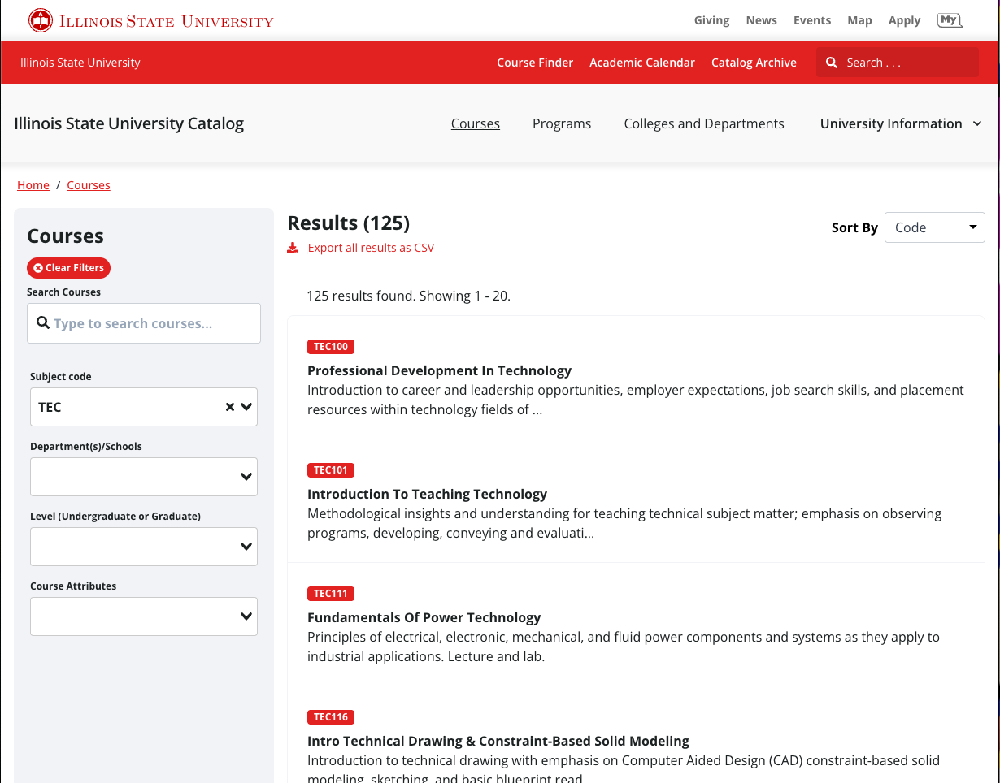 ILLINOIS STATE UNIVERSITY
Giving News Events Map Apply My
Illinois State University
Course Finder Academic Calendar Catalog Archive Search . . .
Illinois State University Catalog
Courses Programs Colleges and Departments University Information
Home / Courses
Courses
Clear Filters
Search Courses
Type to search courses...
Subject code
TEC
Department(s)/Schools
Level (Undergraduate or Graduate)
Course Attributes
Results (125)
Export all results as CSV
Sort By Code
125 results found. Showing 1 - 20.
TEC100
Professional Development In Technology
Introduction to career and leadership opportunities, employer expectations, job search skills, and placement
resources within technology fields of ...
TEC101
Introduction To Teaching Technology
Methodological insights and understanding for teaching technical subject matter; emphasis on observing
programs, developing, conveying and evaluati...
TEC111
Fundamentals Of Power Technology
Principles of electrical, electronic, mechanical, and fluid power components and systems as they apply to
industrial applications. Lecture and lab.
TEC116
Intro Technical Drawing & Constraint-Based Solid Modeling
Introduction to technical drawing with emphasis on Computer Aided Design (CAD) constraint-based solid
modeling, sketching, and basic blueprint read